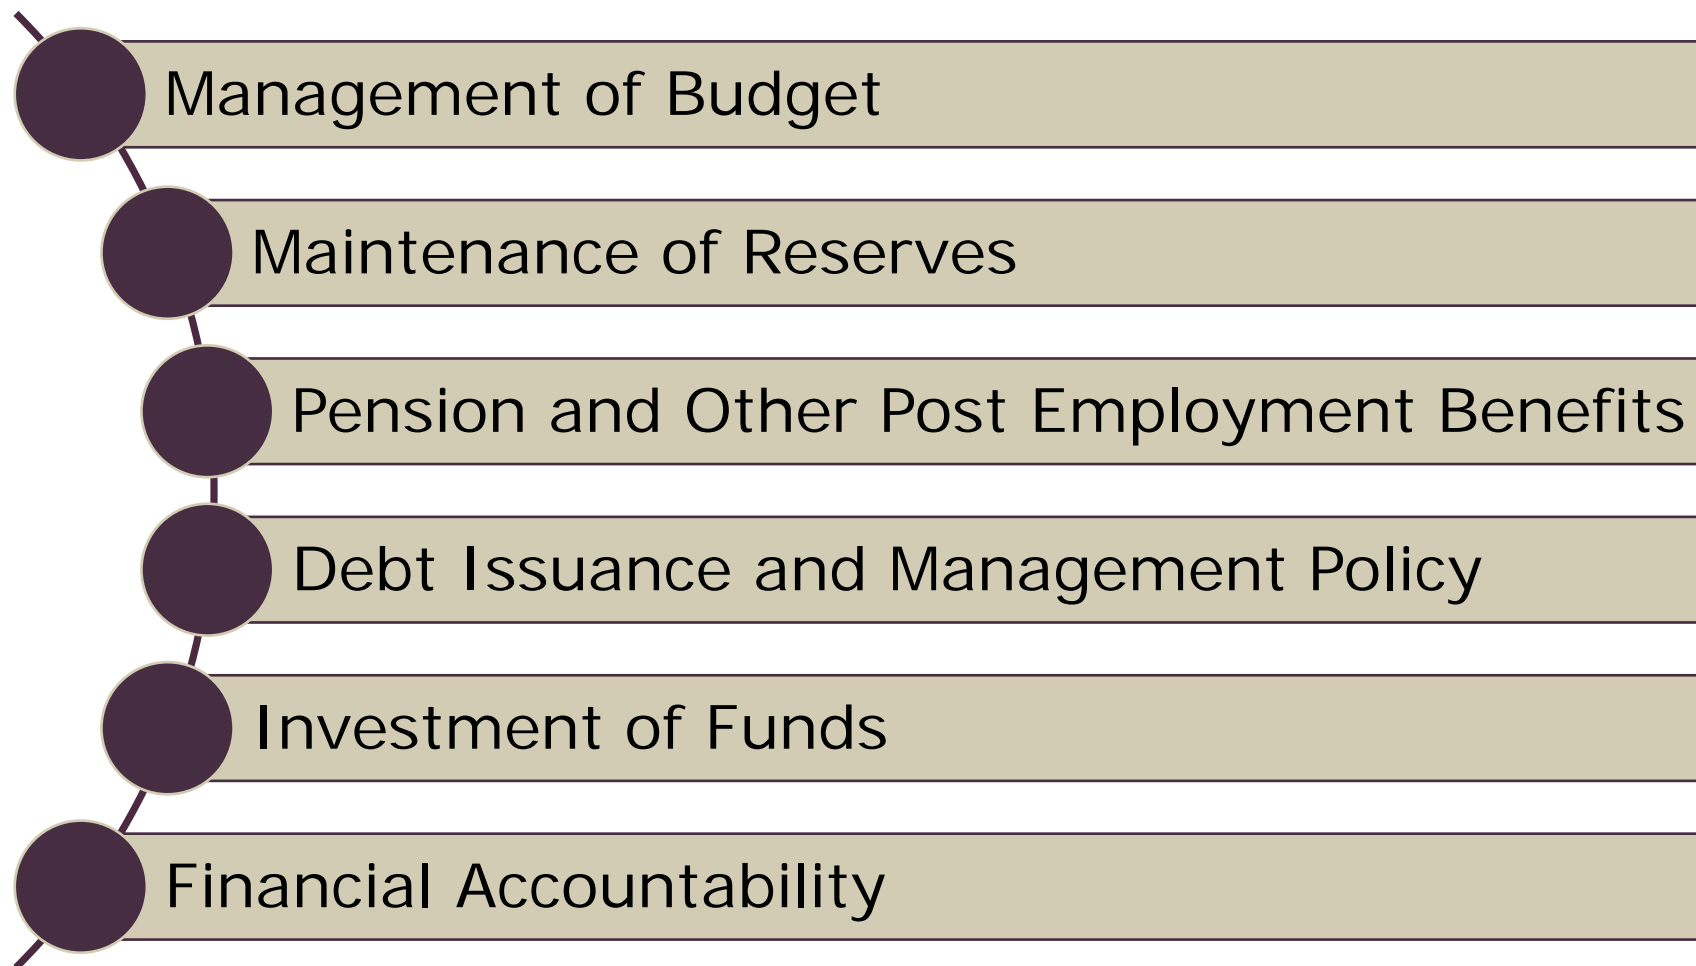 Management of Budget
Maintenance of Reserves
Pension and Other Post Employment Benefits
Debt Issuance and Management Policy
Investment of Funds
Financial Accountability